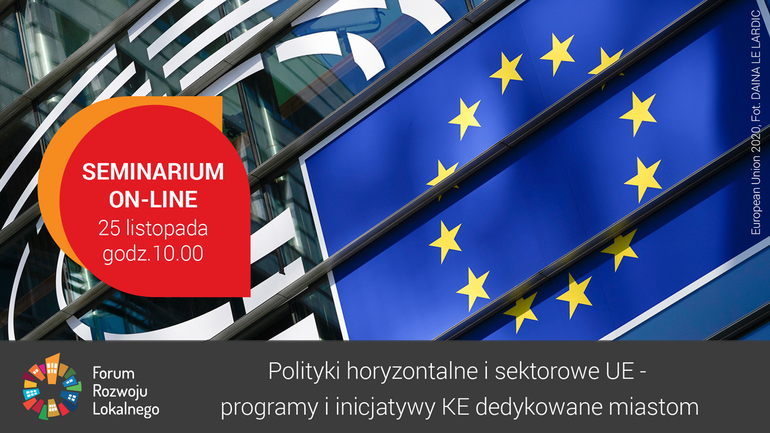 SEMINARIUM
ON-LINE
25 listopada
godz.10.00
European Union 2020, Fot. DAINA LE LARDIC
Forum
Rozwoju
Lokalnego
Polityki horyzontalne i sektorowe UE -
programy i inicjatywy KE dedykowane miastom